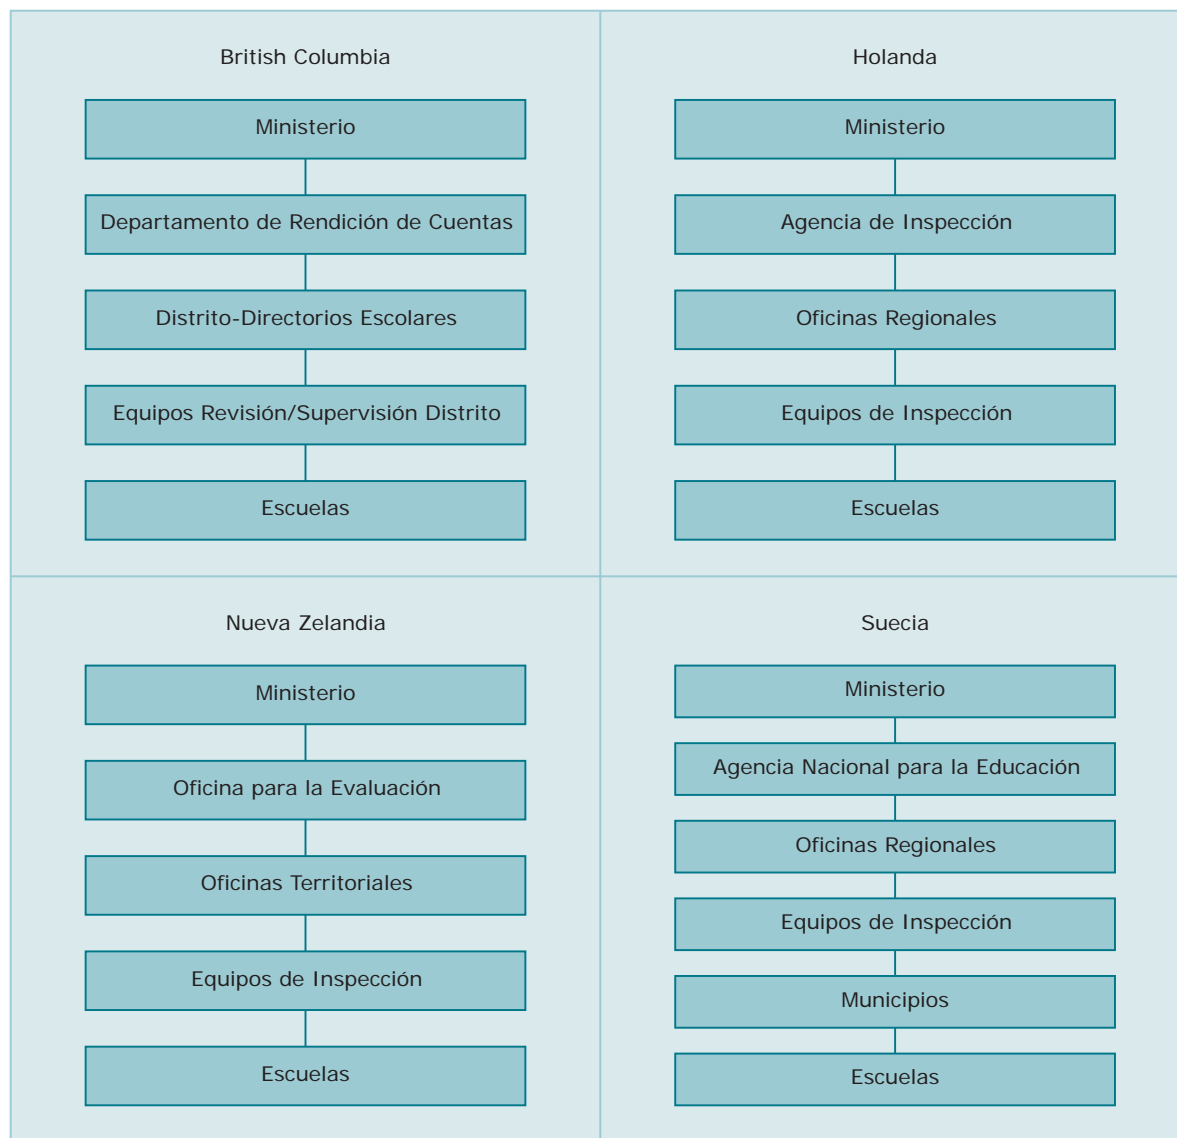 British Columbia
Ministerio
Departamento de Rendición de Cuentas
Distrito-Directorios Escolares
Equipos Revisión/Supervisión Distrito
Escuelas
Holanda
Ministerio
Agencia de Inspección
Oficinas Regionales
Equipos de Inspección
Escuelas
Nueva Zelandia
Ministerio
Oficina para la Evaluación
Oficinas Territoriales
Equipos de Inspección
Escuelas
Suecia
Ministerio
Agencia Nacional para la Educación
Oficinas Regionales
Equipos de Inspección
Municipios
Escuelas